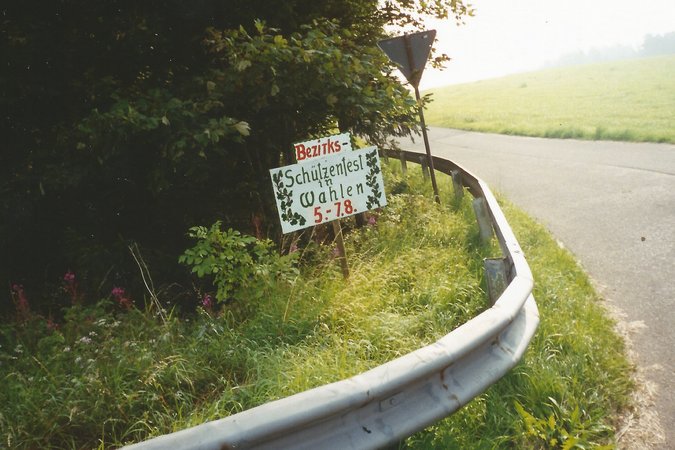 Bezirks-
Schützenfest
in
Wahlen
5.-7.8.